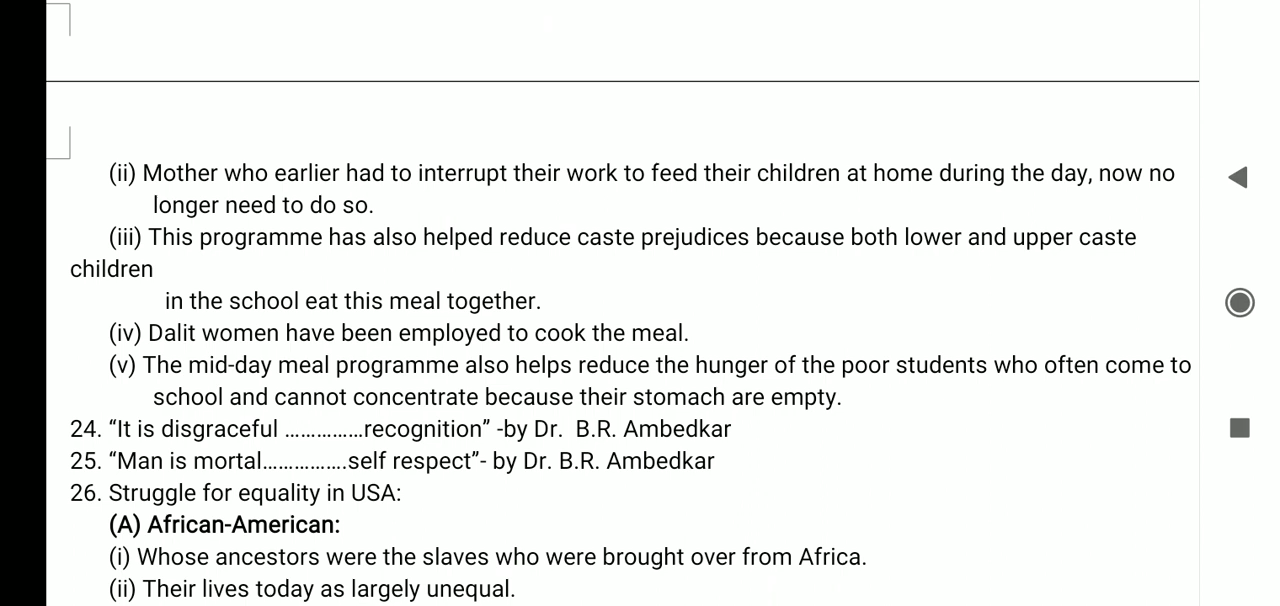 (ii) Mother who earlier had to interrupt their work to feed their children at home during the day, now no
longer need to do so.
(iii) This programme has also helped reduce caste prejudices because both lower and upper caste
children
in the school eat this meal together.
(iv) Dalit women have been employed to cook the meal.
(v) The mid-day meal programme also helps reduce the hunger of the poor students who often come to
school and cannot concentrate because their stomach are empty.
24. “It is disgraceful ……………recognition” -by Dr.  B.R. Ambedkar
25. “Man is mortal…………….self respect”- by Dr. B.R. Ambedkar
26. Struggle for equality in USA:
(A) African-American:
(i) Whose ancestors were the slaves who were brought over from Africa.
(ii) Their lives today as largely unequal.